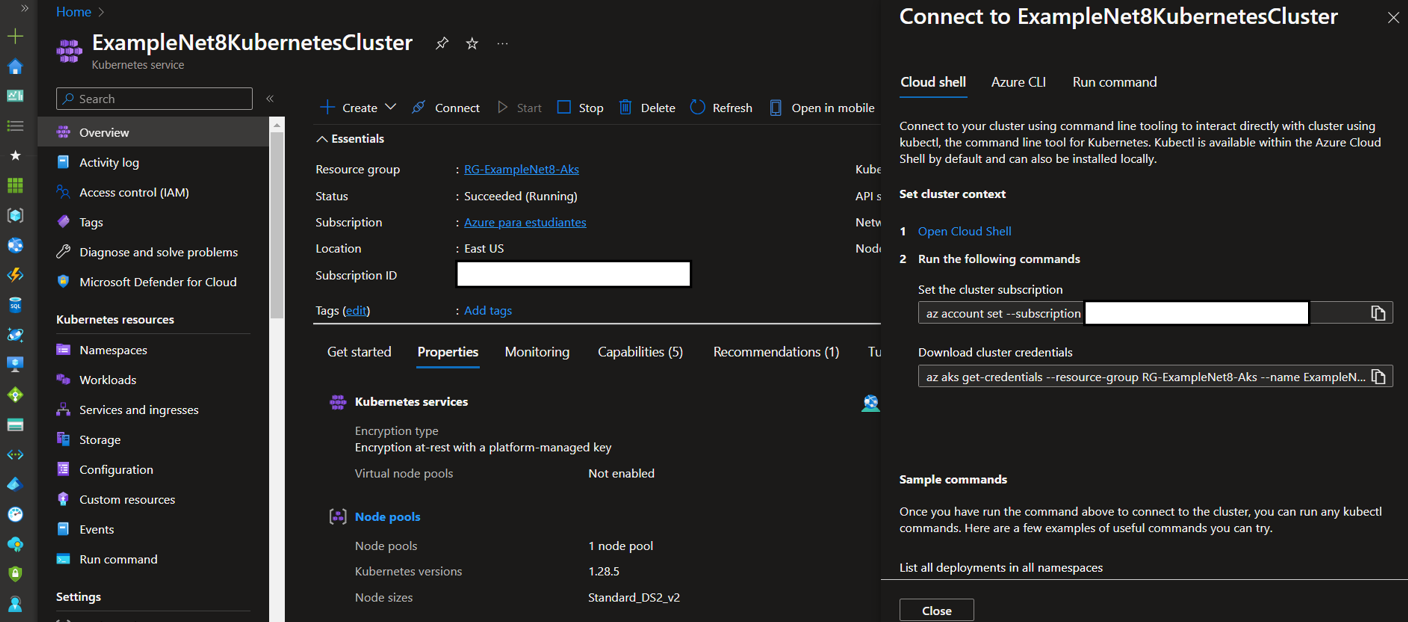 Home
ExampleNet8KubernetesCluster
Kubernetes service
Search
Overview
Activity log
Access control (IAM)
Tags
Diagnose and solve problems
Microsoft Defender for Cloud
Kubernetes resources
Namespaces
Workloads
Services and ingresses
Storage
Configuration
Custom resources
Events
Run command
Settings
Create
Connect
Start
Stop
Delete
Refresh
Open in mobile
Essentials
Resource group : RG-ExampleNet8-Aks
Status : Succeeded (Running)
Subscription : Azure para estudiantes
Location : East US
Subscription ID
Tags (edit) : Add tags
Kube
API s
Netw
Node
Get started
Properties
Monitoring
Capabilities (5)
Recommendations (1)
Tu
Kubernetes services
Encryption type
Encryption at-rest with a platform-managed key
Virtual node pools Not enabled
Node pools
Node pools 1 node pool
Kubernetes versions 1.28.5
Node sizes Standard_DS2_v2
Connect to ExampleNet8KubernetesCluster
Cloud shell
Azure CLI
Run command
Connect to your cluster using command line tooling to interact directly with cluster using
kubectl, the command line tool for Kubernetes. Kubectl is available within the Azure Cloud
Shell by default and can also be installed locally.
Set cluster context
1 Open Cloud Shell
2 Run the following commands
Set the cluster subscription
az account set --subscription
Download cluster credentials
az aks get-credentials --resource-group RG-ExampleNet8-Aks --name ExampleN...
Sample commands
Once you have run the command above to connect to the cluster, you can run any kubectl
commands. Here are a few examples of useful commands you can try.
List all deployments in all namespaces
Close